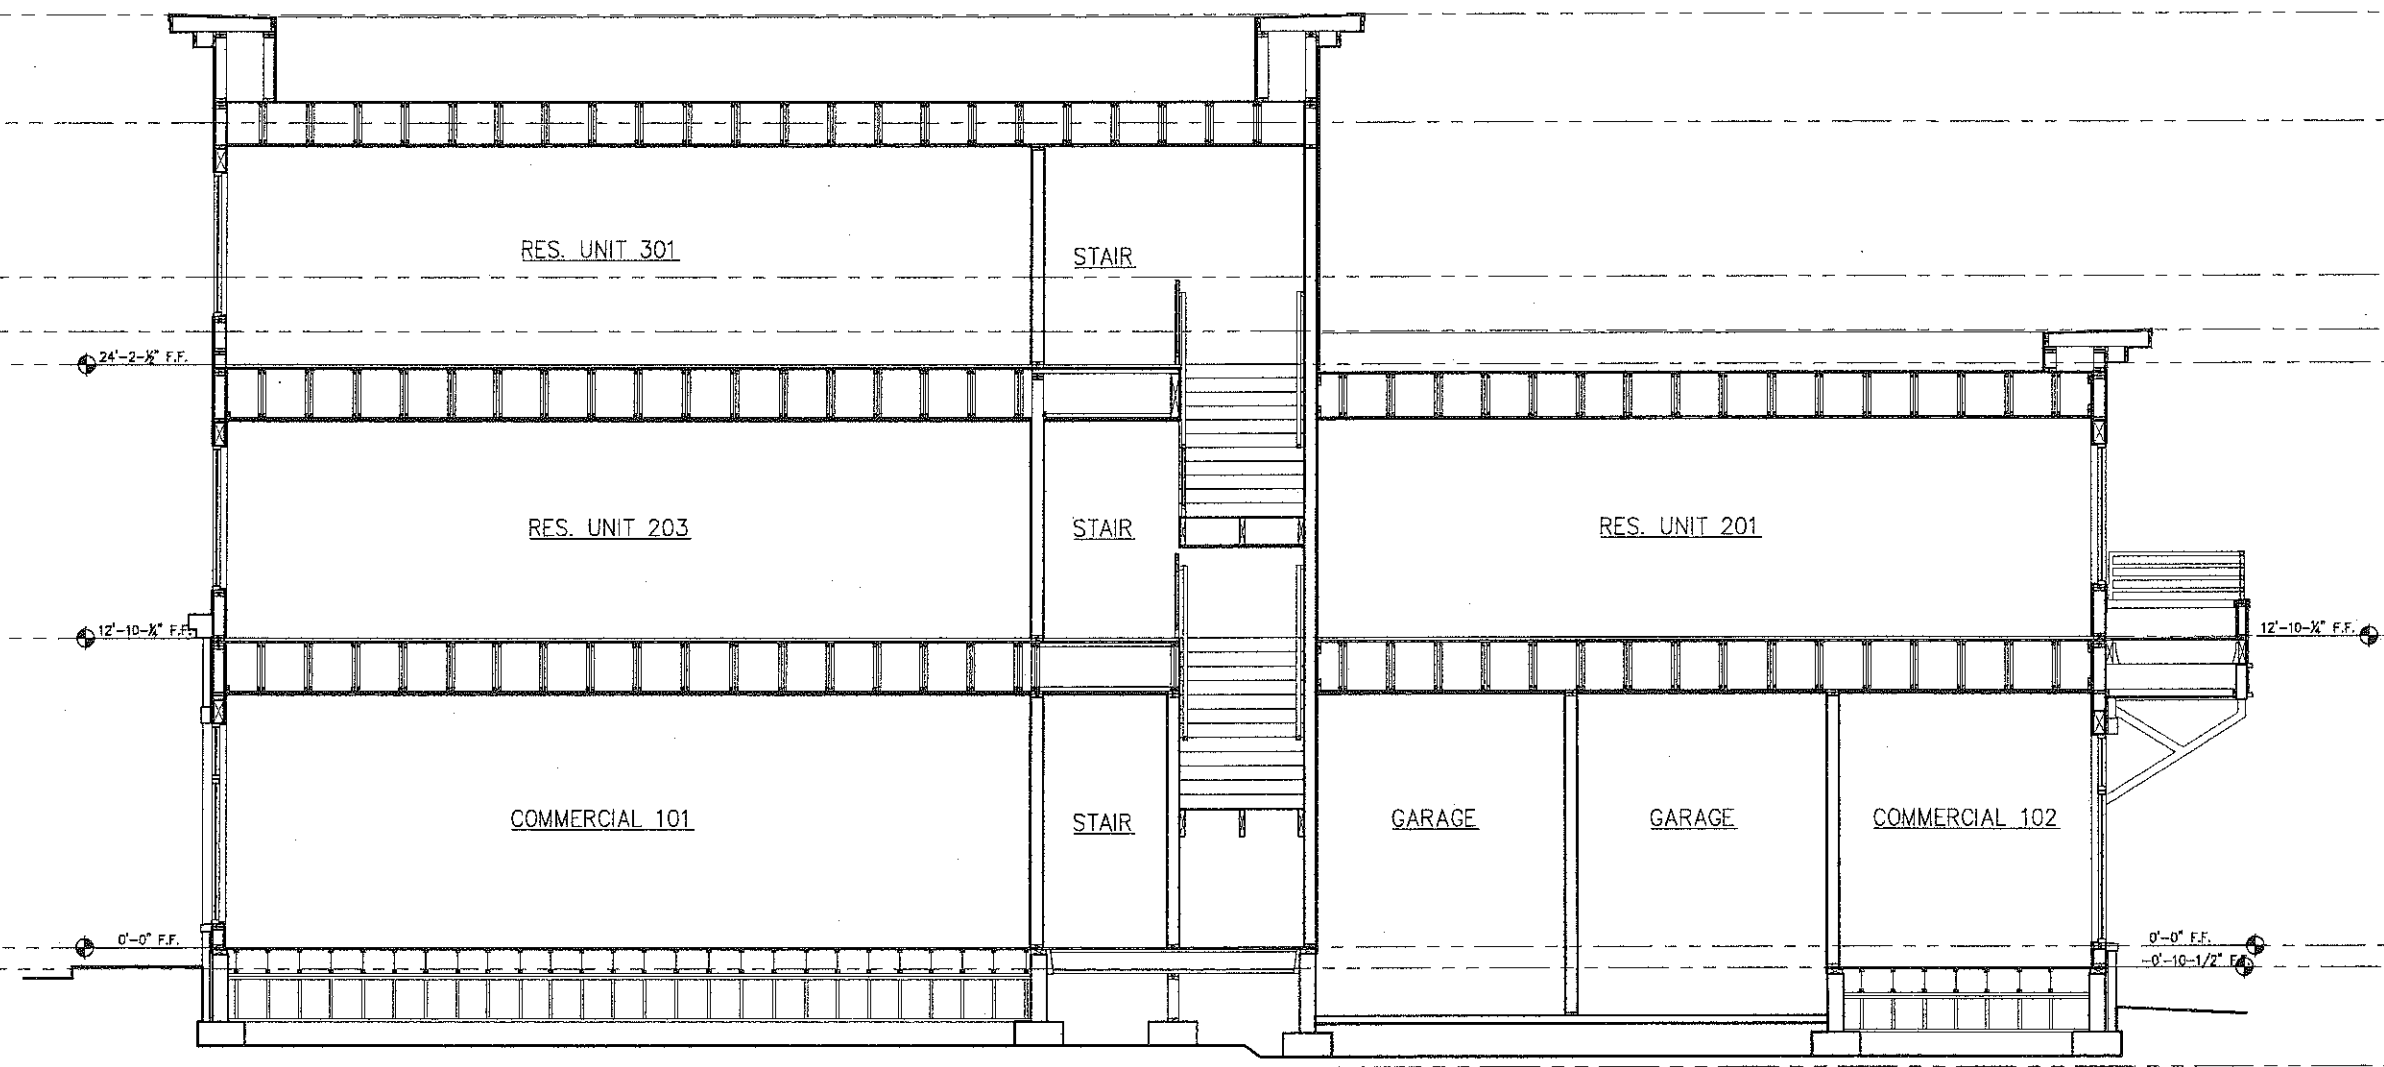 RES. UNIT 301
STAIR
24'-2-½" F.F.
RES. UNIT 203
STAIR
RES. UNIT 201
12'-10-¼" F.F.
12'-10-¼" F.F.
COMMERCIAL 101
STAIR
GARAGE
GARAGE
COMMERCIAL 102
0'-0" F.F.
0'-0" F.F.
-0'-10-1/2" F.F.